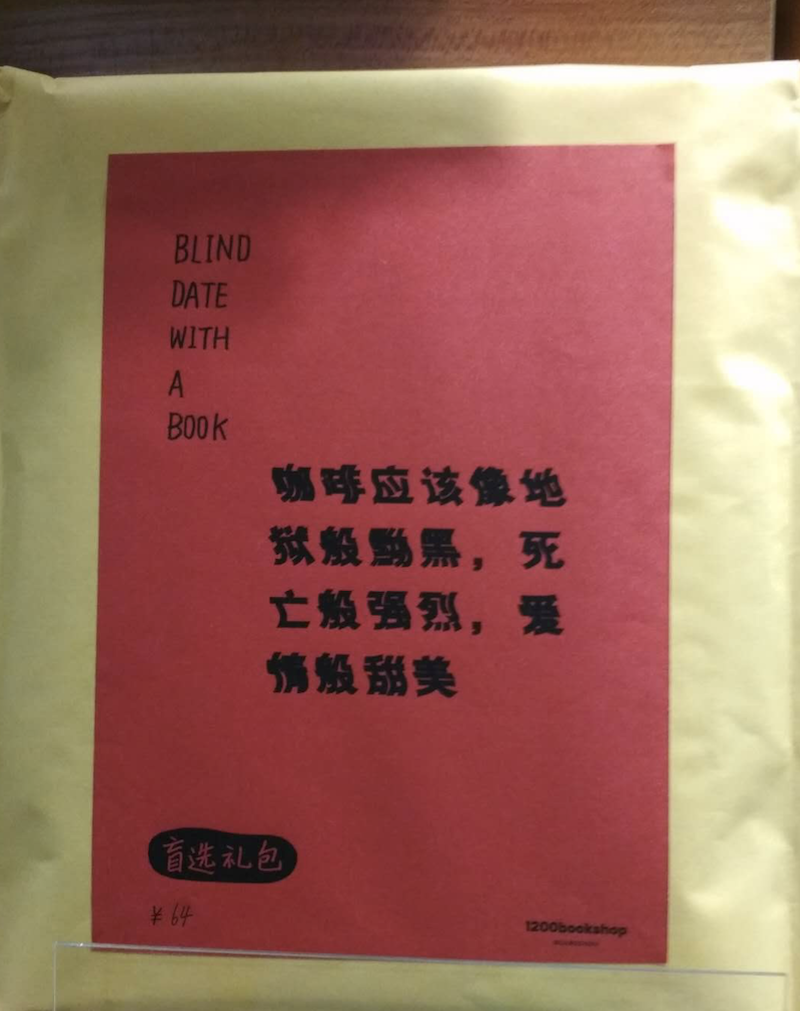 BLIND
DATE
WITH
A
BOOK
咖啡应该像地
狱般黝黑，死
亡般强烈，爱
情般甜美
盲选礼包
¥ 64
1200bookshop